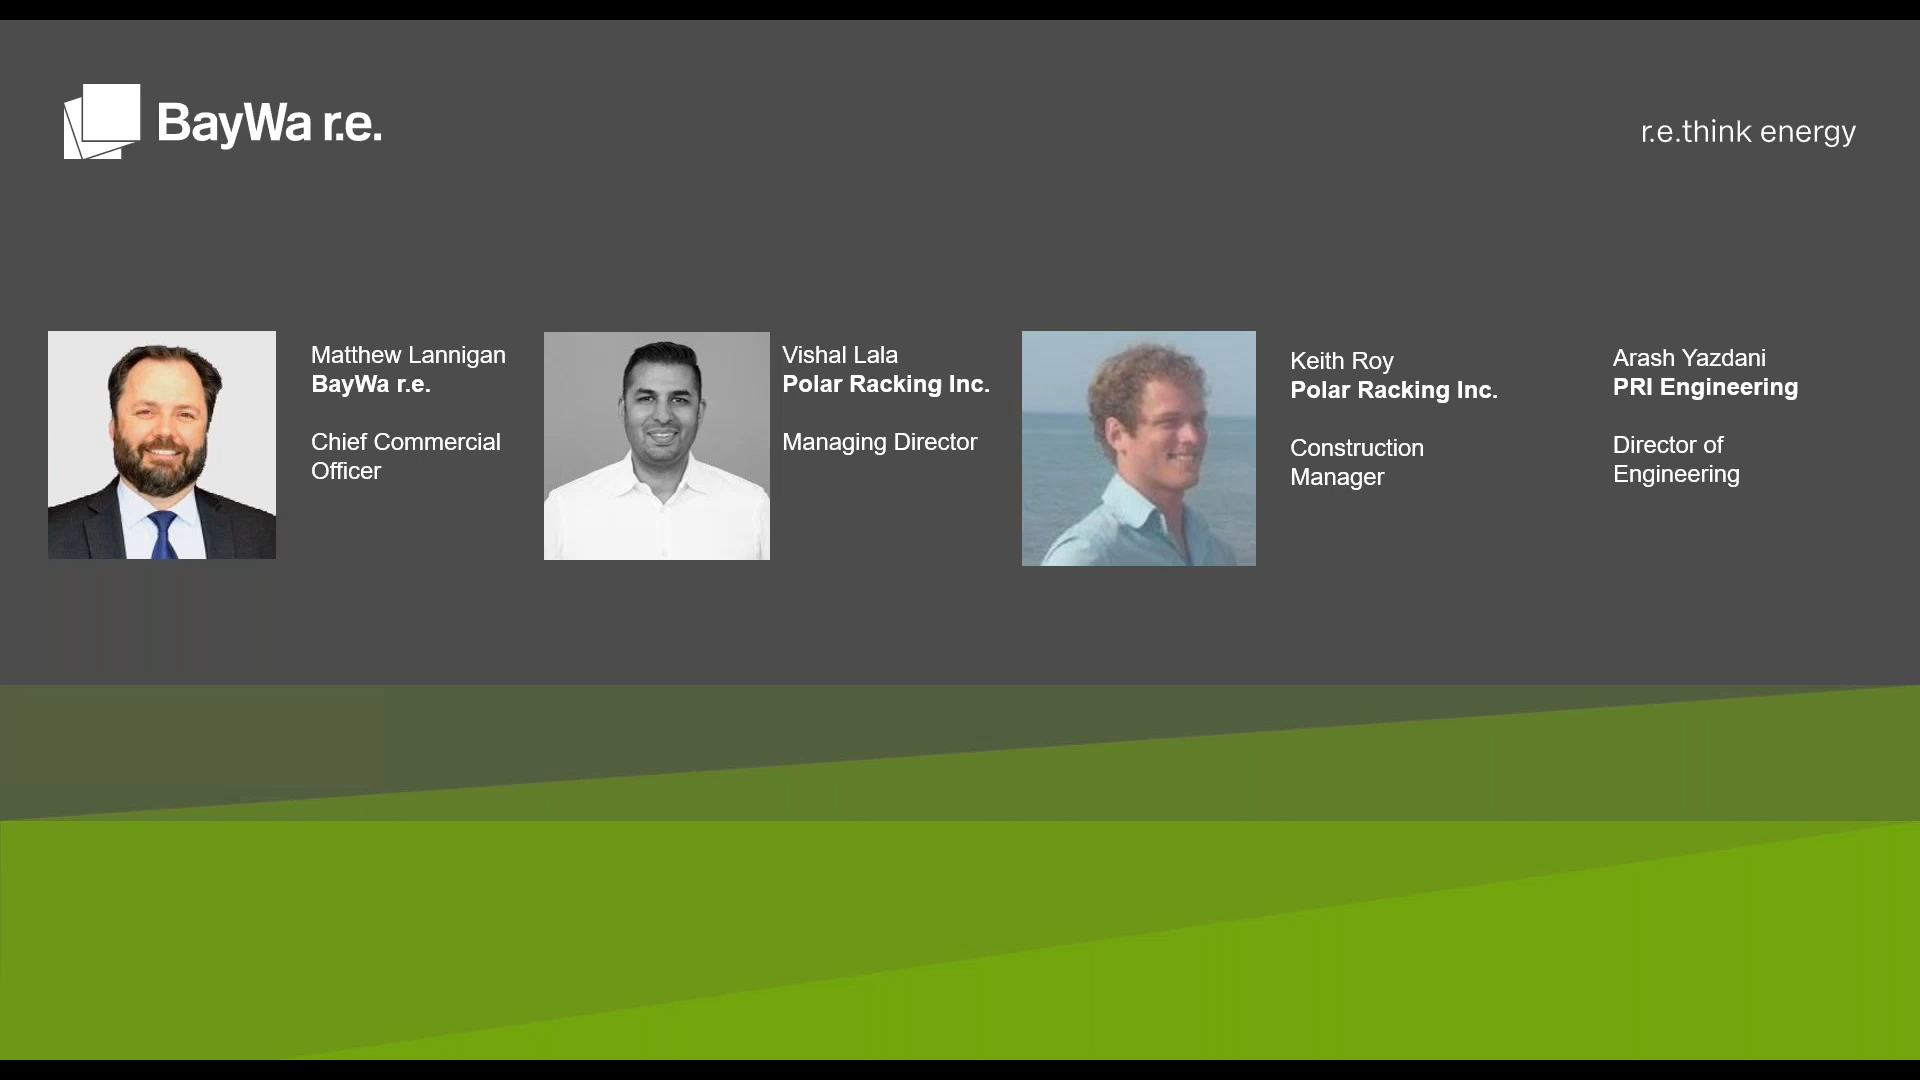 BayWa r.e.
r.e.think energy
Matthew Lannigan
BayWa r.e.
Chief Commercial
Officer
Vishal Lala
Polar Racking Inc.
Managing Director
Keith Roy
Polar Racking Inc.
Construction
Manager
Arash Yazdani
PRI Engineering
Director of
Engineering